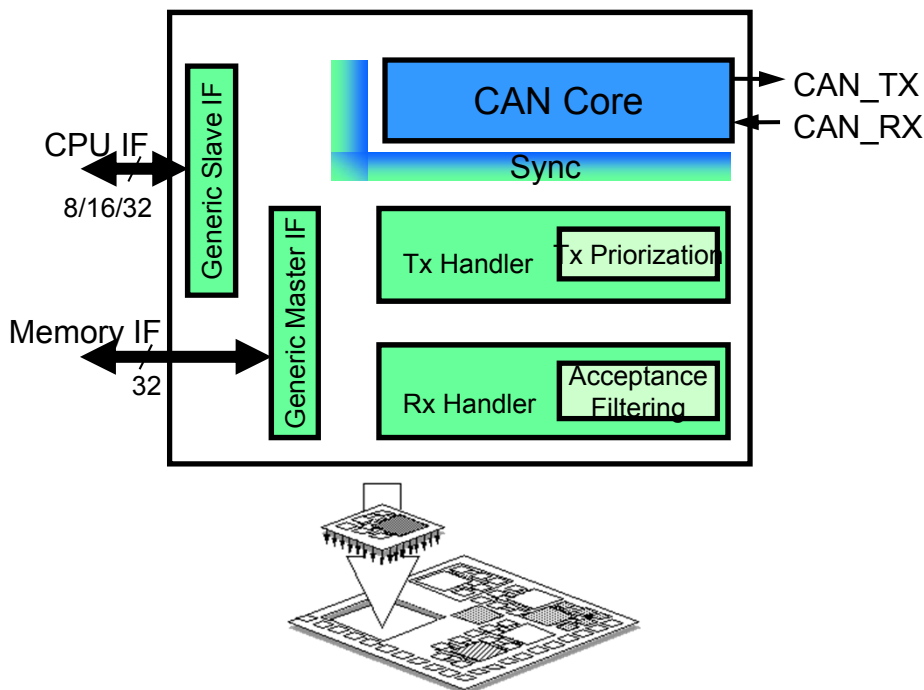 CAN Core
CAN_TX
CAN_RX
Sync
CPU IF
8/16/32
Generic Slave IF
Generic Master IF
Tx Handler
Tx Priorization
Memory IF
32
Rx Handler
Acceptance
Filtering